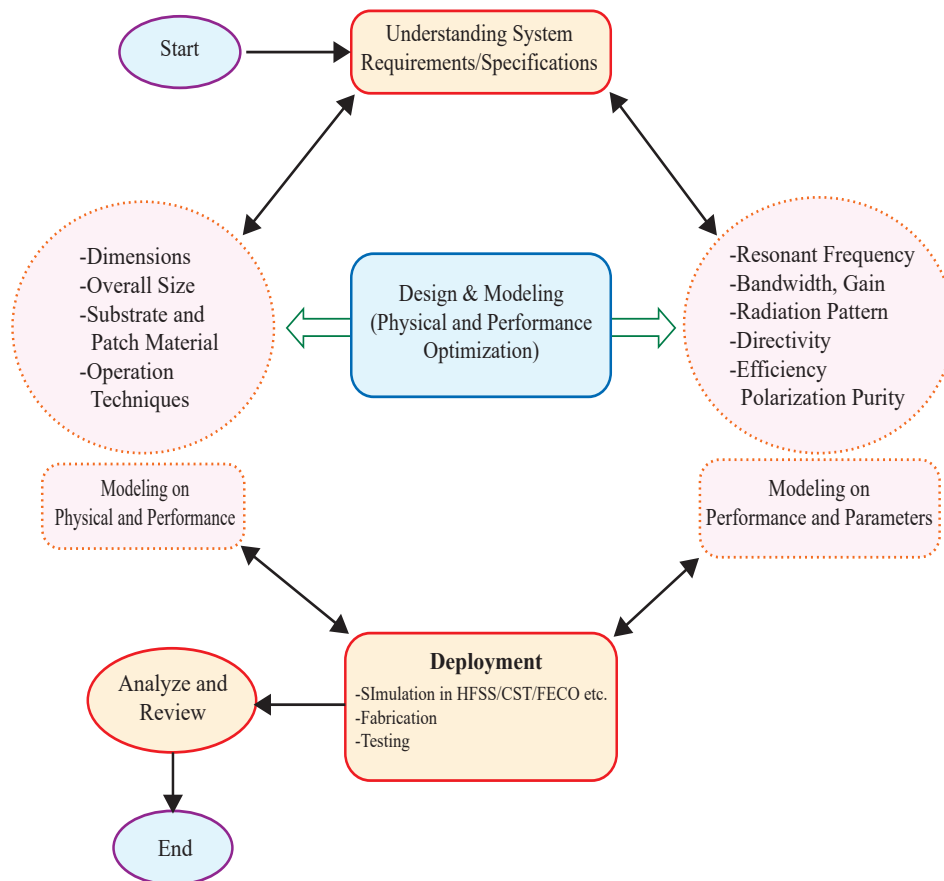 Start
Understanding System
Requirements/Specifications
-Dimensions
-Overall Size
-Substrate and
Patch Material
-Operation
Techniques
Design & Modeling
(Physical and Performance
Optimization)
-Resonant Frequency
-Bandwidth, Gain
-Radiation Pattern
-Directivity
-Efficiency
Polarization Purity
Modeling on
Physical and Performance
Modeling on
Performance and Parameters
Deployment
-SImulation in HFSS/CST/FECO etc.
-Fabrication
-Testing
Analyze and
Review
End